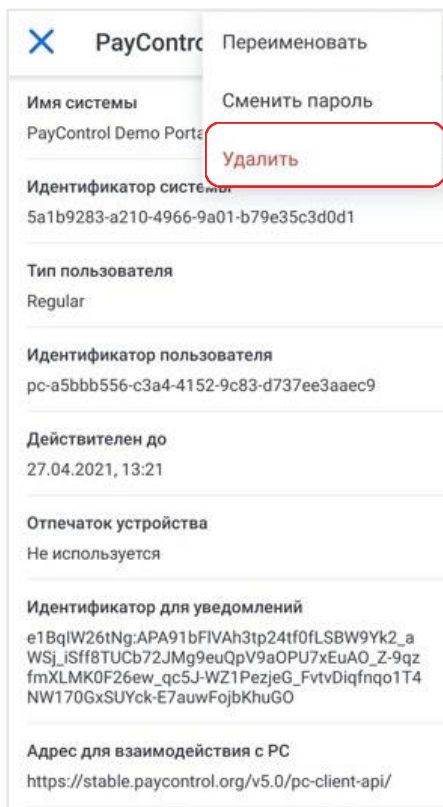 PayContro
Переименовать
Сменить пароль
Удалить
Имя системы
PayControl Demo Porta
Идентификатор системы
5a1b9283-a210-4966-9a01-b79e35c3d0d1
Тип пользователя
Regular
Идентификатор пользователя
pc-a5bbb556-c3a4-4152-9c83-d737ee3aaec9
Действителен до
27.04.2021, 13:21
Отпечаток устройства
Не используется
Идентификатор для уведомлений
e1BqIW26tNg:APA91bFlVAh3tp24tf0fLSBW9Yk2_a
WSj_iSff8TUCb72JMg9euQpV9aOPU7xEuAO_Z-9qz
fmXLMK0F26ew_qc5J-WZ1PezjeG_FvtvDiqfnqo1T4
NW170GxSUYck-E7auwFojbKhuGO
Адрес для взаимодействия с PC
https://stable.paycontrol.org/v5.0/pc-client-api/